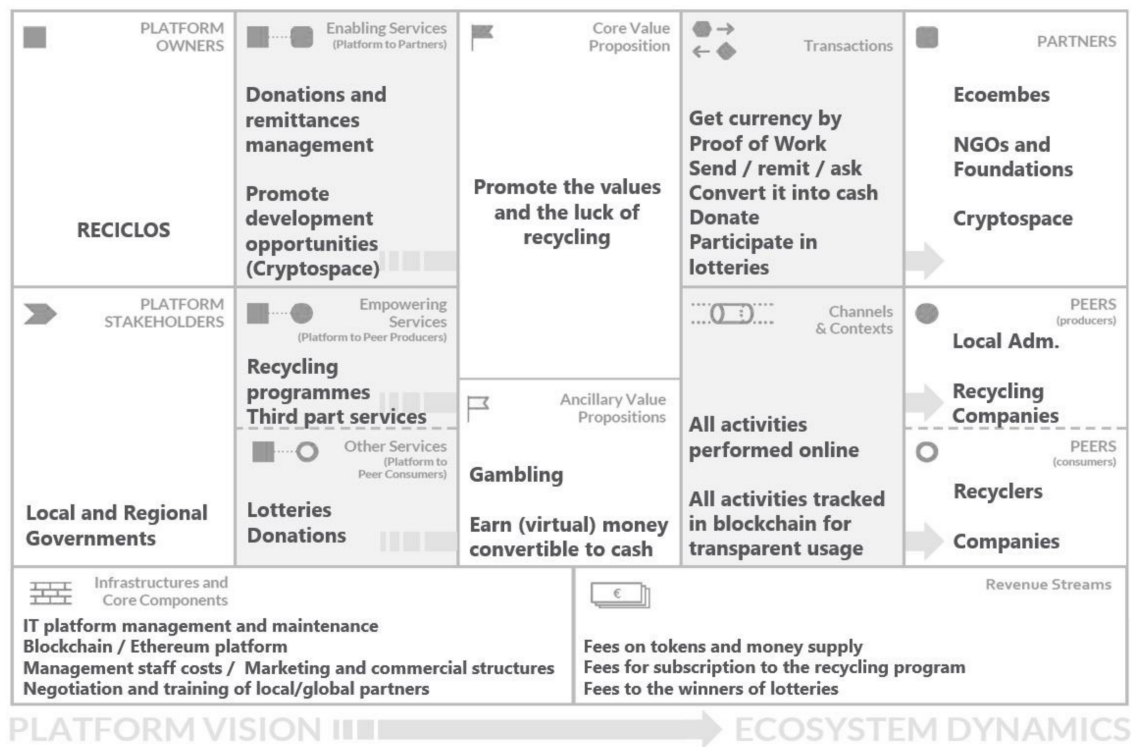 PLATFORM
OWNERS
RECICLOS
Enabling Services
(Platform to Partners)
Donations and
remittances
management
Promote
development
opportunities
(Cryptospace)
Core Value
Proposition
Promote the values
and the luck of
recycling
Transactions
Get currency by
Proof of Work
Send / remit / ask
Convert it into cash
Donate
Participate in
lotteries
PARTNERS
Ecoembes
NGOs and
Foundations
Cryptospace
PLATFORM
STAKEHOLDERS
Local and Regional
Governments
Empowering
Services
(Platform to Peer Producers)
Recycling
programmes
Third part services
Other Services
(Platform to
Peer Consumers)
Lotteries
Donations
Ancillary Value
Propositions
Gambling
Earn (virtual) money
convertible to cash
Channels
& Contexts
All activities
performed online
All activities tracked
in blockchain for
transparent usage
PEERS
(producers)
Local Adm.
Recycling
Companies
PEERS
(consumers)
Recyclers
Companies
Infrastructures and
Core Components
IT platform management and maintenance
Blockchain / Ethereum platform
Management staff costs / Marketing and commercial structures
Negotiation and training of local/global partners
€
Revenue Streams
Fees on tokens and money supply
Fees for subscription to the recycling program
Fees to the winners of lotteries
PLATFORM VISION
ECOSYSTEM DYNAMICS